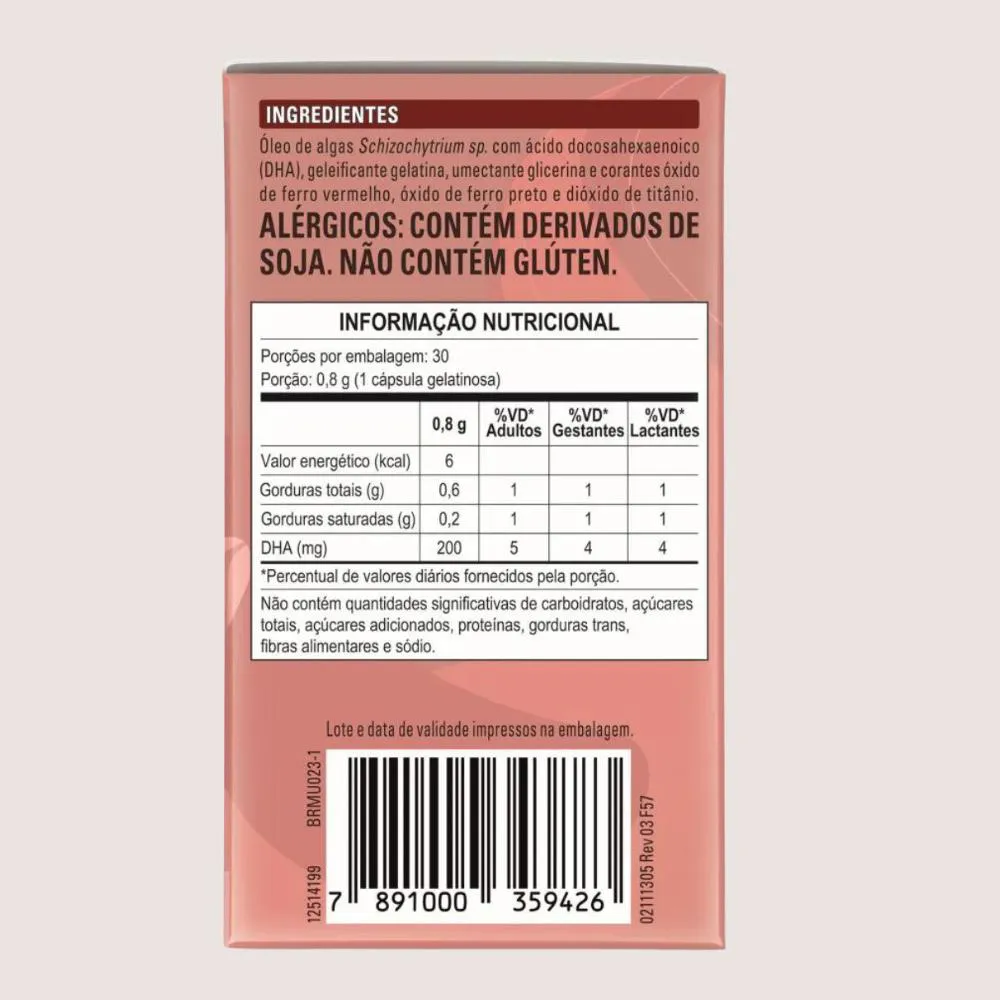 INGREDIENTES
Óleo de algas Schizochytrium sp. com ácido docosahexaenoico
(DHA), geleificante gelatina, umectante glicerina e corantes óxido
de ferro vermelho, óxido de ferro preto e dióxido de titânio.
ALÉRGICOS: CONTÉM DERIVADOS DE
SOJA. NÃO CONTÉM GLÚTEN.
INFORMAÇÃO NUTRICIONAL
Porções por embalagem: 30
Porção: 0,8 g (1 cápsula gelatinosa)
0,8 g %VD* Adultos %VD* Gestantes %VD* Lactantes
Valor energético (kcal) 6
Gorduras totais (g) 0,6 1 1 1
Gorduras saturadas (g) 0,2 1 1 1
DHA (mg) 200 5 4 4
*Percentual de valores diários fornecidos pela porção.
Não contém quantidades significativas de carboidratos, açúcares
totais, açúcares adicionados, proteínas, gorduras trans,
fibras alimentares e sódio.
Lote e data de validade impressos na embalagem.
12514199 BRMU023-1
7 891000 359426
02111305 Rev 03 F57